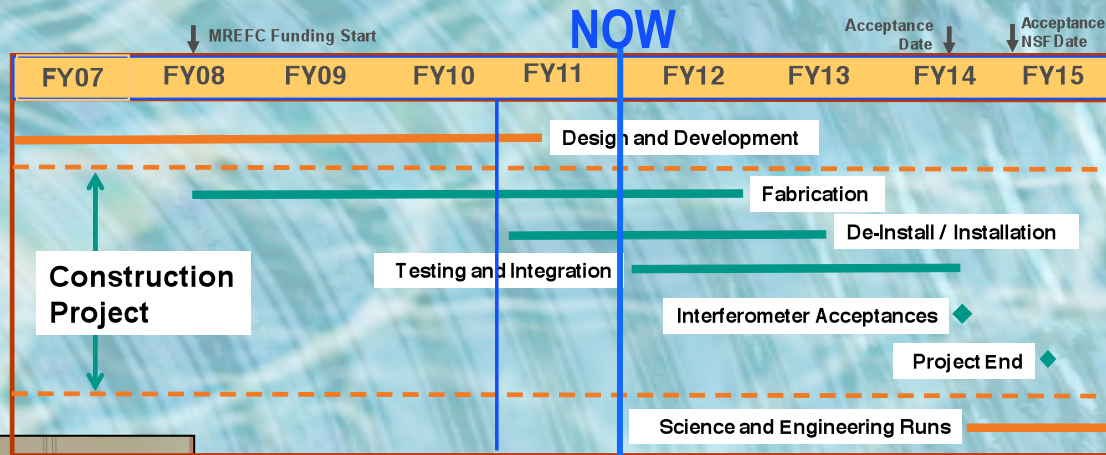 NOW
MREFC Funding Start
Acceptance
Date
Acceptance
NSF Date
FY07 FY08 FY09 FY10 FY11 FY12 FY13 FY14 FY15
Design and Development
Fabrication
De-Install / Installation
Testing and Integration
Construction
Project
Interferometer Acceptances
Project End
Science and Engineering Runs